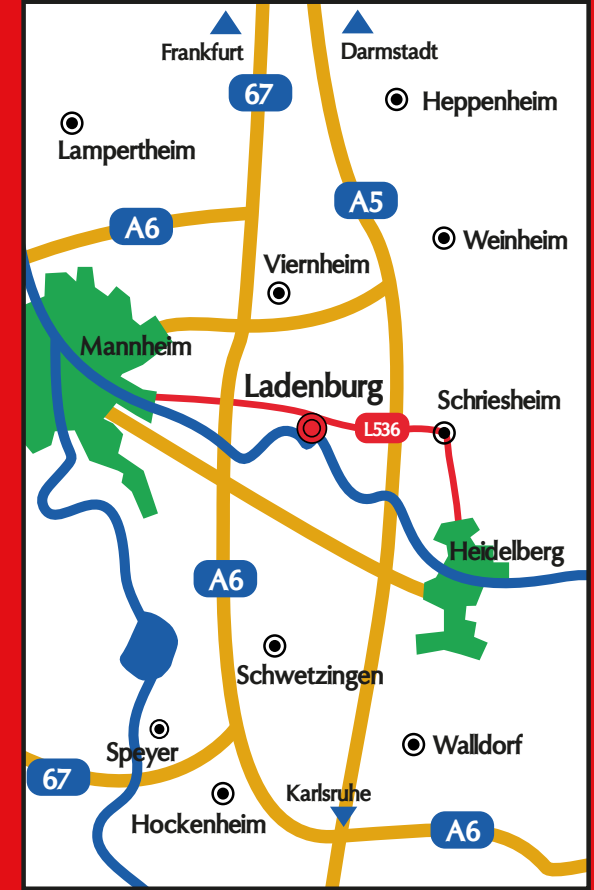 Frankfurt
Darmstadt
67
Heppenheim
Lampertheim
A5
A6
Weinheim
Viernheim
Mannheim
Ladenburg
Schriesheim
L536
Heidelberg
A6
Schwetzingen
Speyer
Walldorf
67
Karlsruhe
Hockenheim
A6